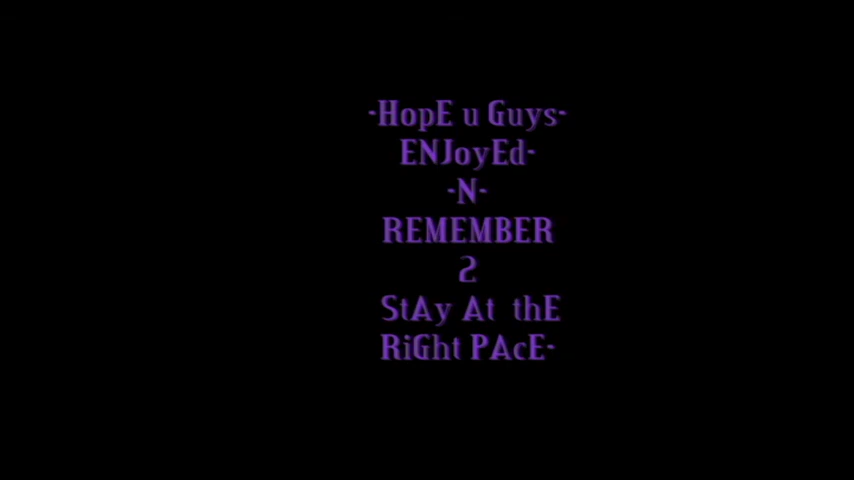 -HopE u Guys-
ENJoyEd-
-N-
REMEMBER
2
StAy At thE
RiGht PAcE-